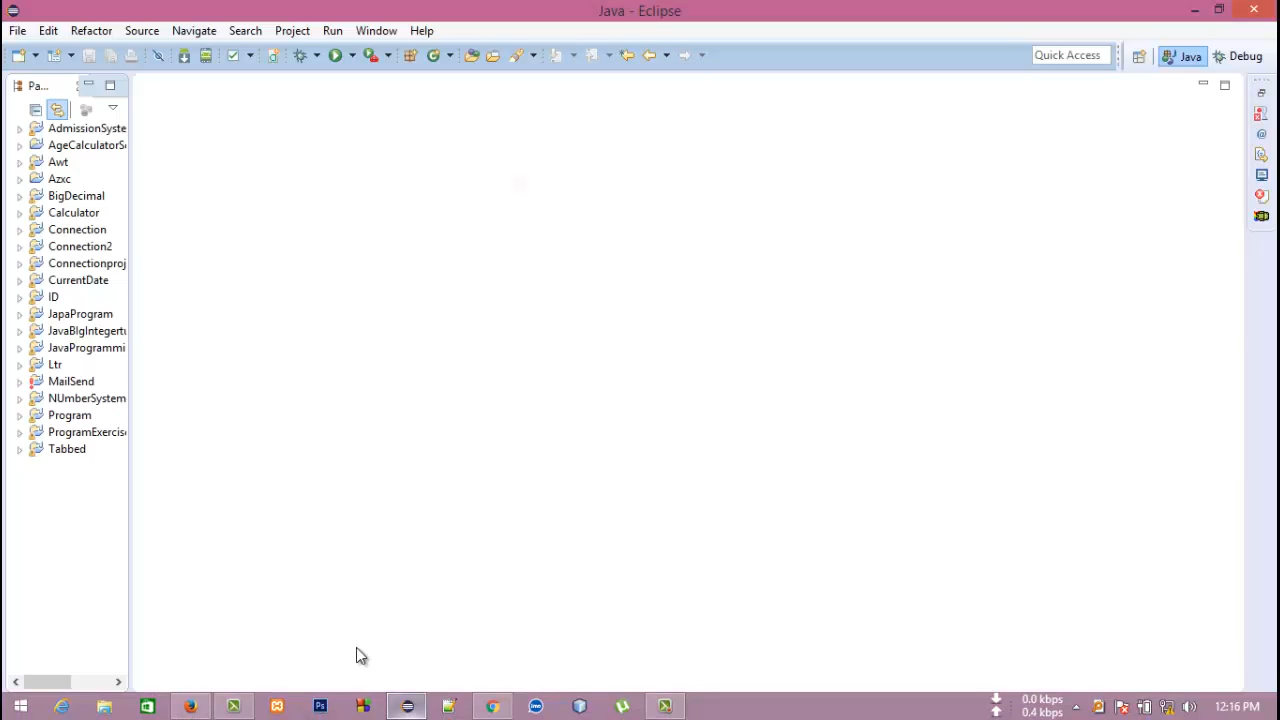 Java - Eclipse
File Edit Refactor Source Navigate Search Project Run Window Help
Quick Access Java Debug
Pa...
AdmissionSyste
AgeCalculatorS
Awt
Azxc
BigDecimal
Calculator
Connection
Connection2
Connectionproj
CurrentDate
ID
JapaProgram
JavaBIgIntegertu
JavaProgrammi
Ltr
MailSend
NUmberSystem
Program
ProgramExercis
Tabbed
0.0 kbps
0.4 kbps
12:16 PM